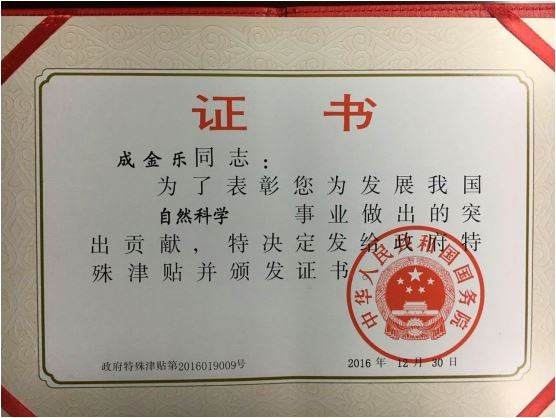 证 书
成金乐同志：
为了表彰您为发展我国
自然科学 事业做出的突
出贡献，特决定发给政府特
殊津贴并颁发证书
中华人民共和国国务院
政府特殊津贴第2016019009号
2016 年 12 月 30 日